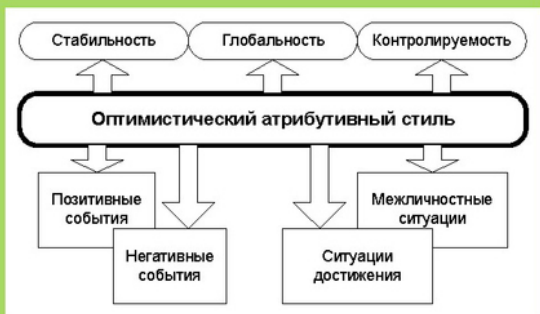 Стабильность
Глобальность
Контролируемость
Оптимистический атрибутивный стиль
Позитивные
события
Негативные
события
Ситуации
достижения
Межличностные
ситуации